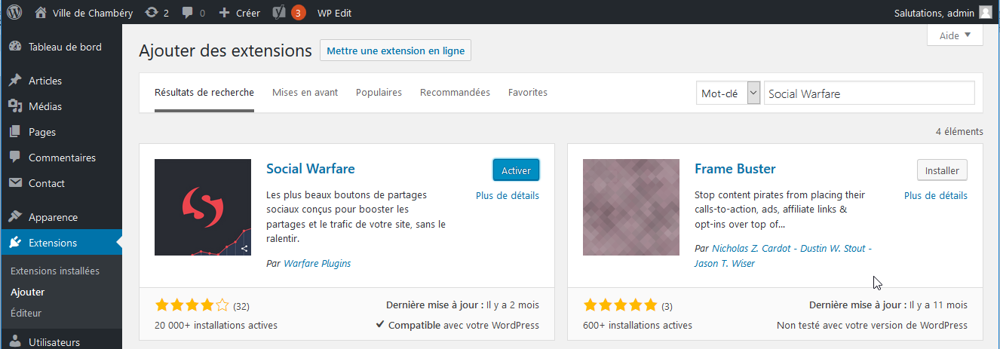 Ville de Chambéry 2 0 Créer 3 WP Edit Salutations, admin
Tableau de bord
Articles
Médias
Pages
Commentaires
Contact
Apparence
Extensions
Extensions installées
Ajouter
Éditeur
Utilisateurs
Aide
Ajouter des extensions Mettre une extension en ligne
Résultats de recherche Mises en avant Populaires Recommandées Favorites Mot-clé Social Warfare
4 éléments
Social Warfare
Activer
Plus de détails
Les plus beaux boutons de partages
sociaux conçus pour booster les
partages et le trafic de votre site, sans le
ralentir.
Par Warfare Plugins
(32)
Dernière mise à jour : Il y a 2 mois
20 000+ installations actives
Compatible avec votre WordPress
Frame Buster
Installer
Plus de détails
Stop content pirates from placing their
calls-to-action, ads, affiliate links &
opt-ins over top of...
Par Nicholas Z. Cardot - Dustin W. Stout -
Jason T. Wiser
(3)
Dernière mise à jour : Il y a 11 mois
600+ installations actives
Non testé avec votre version de WordPress